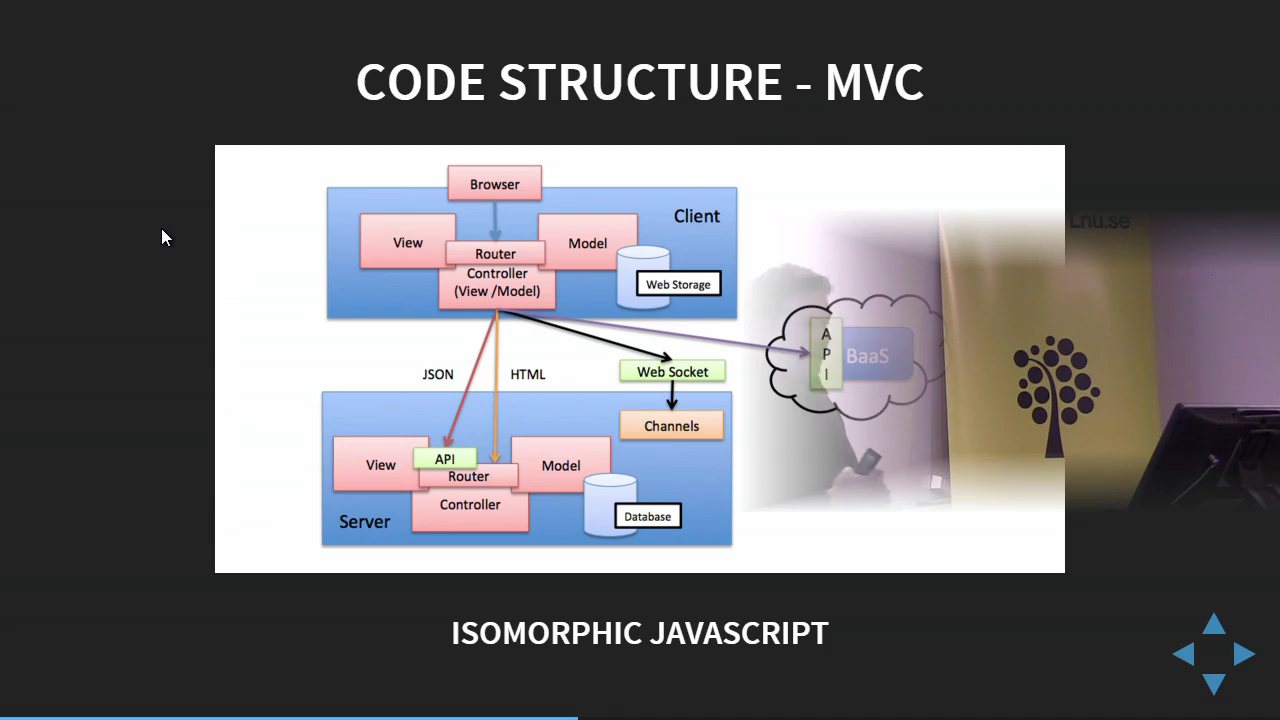 CODE STRUCTURE - MVC
Browser
Client
View
Model
Router
Controller
(View /Model)
Web Storage
Lnu.se
JSON
HTML
Web Socket
A
P
I
BaaS
Channels
View
API
Router
Model
Controller
Server
Database
ISOMORPHIC JAVASCRIPT